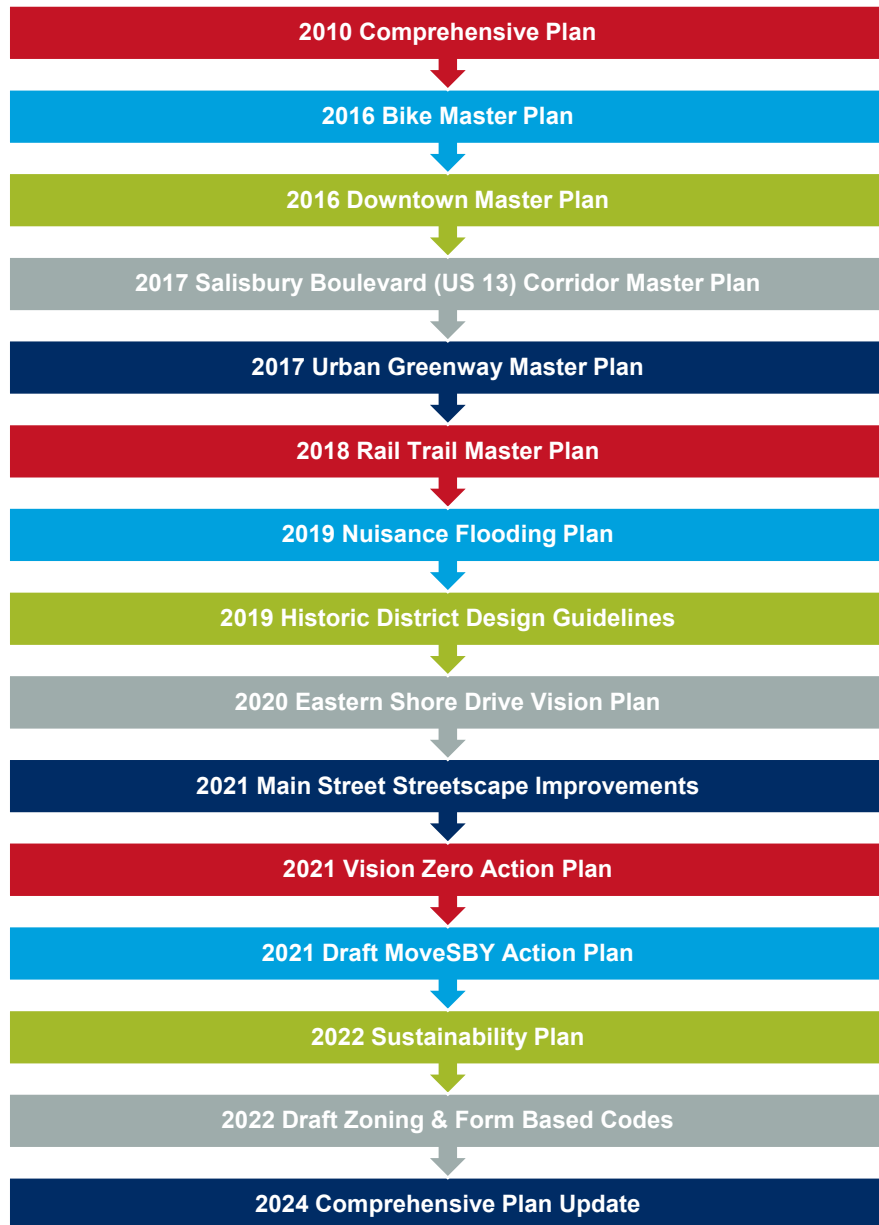 2010 Comprehensive Plan
2016 Bike Master Plan
2016 Downtown Master Plan
2017 Salisbury Boulevard (US 13) Corridor Master Plan
2017 Urban Greenway Master Plan
2018 Rail Trail Master Plan
2019 Nuisance Flooding Plan
2019 Historic District Design Guidelines
2020 Eastern Shore Drive Vision Plan
2021 Main Street Streetscape Improvements
2021 Vision Zero Action Plan
2021 Draft MoveSBY Action Plan
2022 Sustainability Plan
2022 Draft Zoning & Form Based Codes
2024 Comprehensive Plan Update